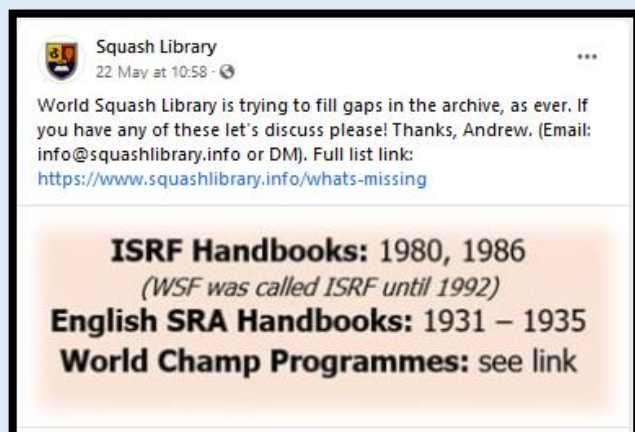 Squash Library
22 May at 10:58 ·
World Squash Library is trying to fill gaps in the archive, as ever. If
you have any of these let's discuss please! Thanks, Andrew. (Email:
info@squashlibrary.info or DM). Full list link:
https://www.squashlibrary.info/whats-missing
ISRF Handbooks: 1980, 1986
(WSF was called ISRF until 1992)
English SRA Handbooks: 1931 – 1935
World Champ Programmes: see link